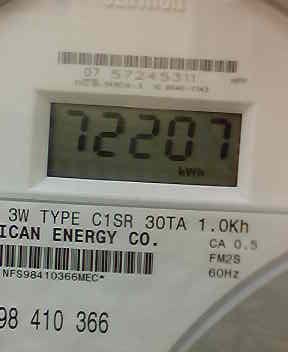 07 57245311
72207
kWh
3W TYPE C1SR 30TA 1.0Kh
ICAN ENERGY CO.
CA 0.5
FM2S
60Hz
NFS98410366MEC*
98 410 366